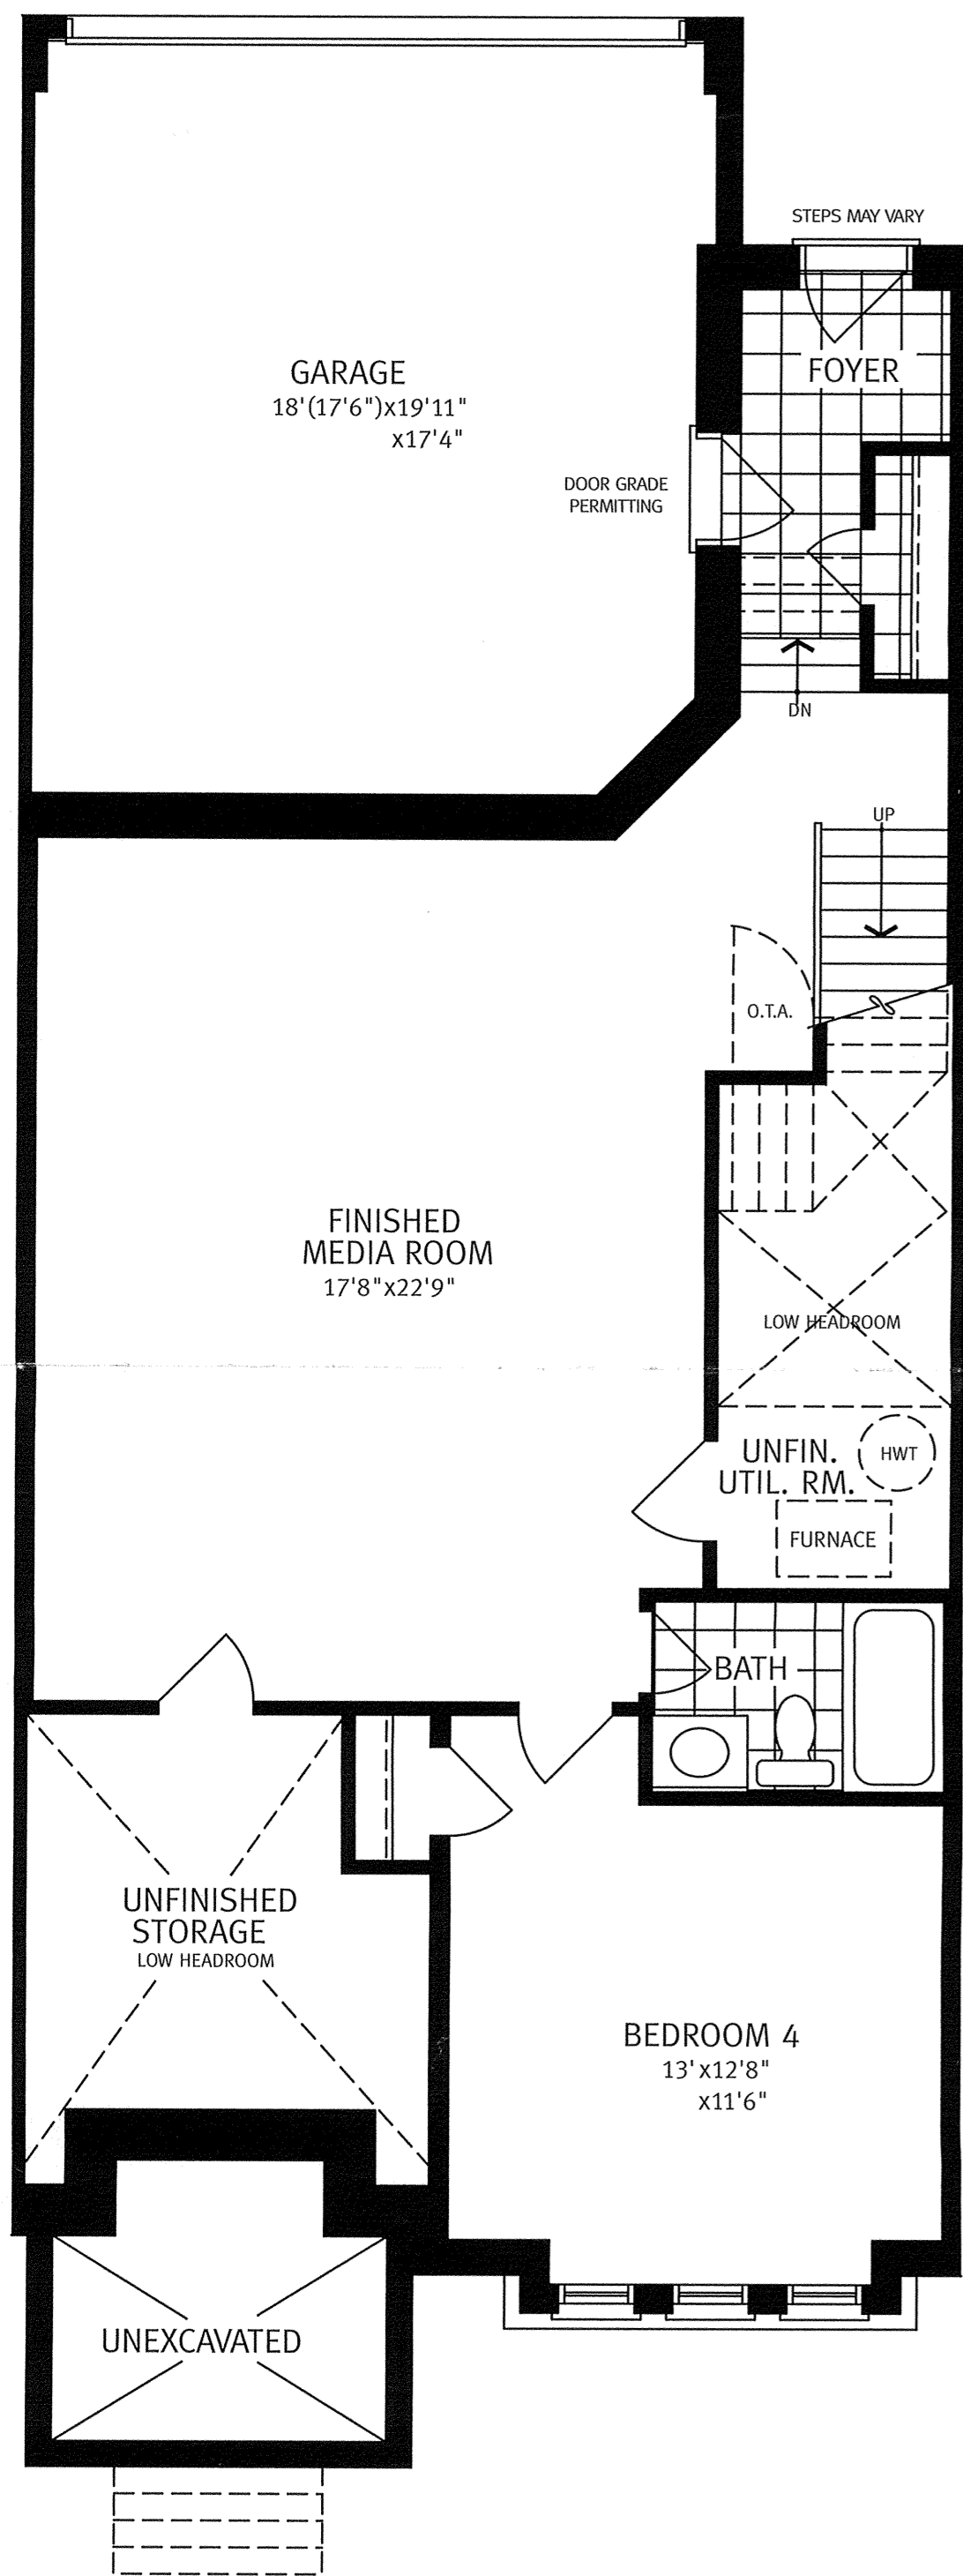 STEPS MAY VARY
FOYER
GARAGE
18'(17'6")x19'11"
x17'4"
DOOR GRADE
PERMITTING
DN
UP
O.T.A.
FINISHED
MEDIA ROOM
17'8"x22'9"
LOW HEADROOM
UNFIN.
UTIL. RM.
HWT
FURNACE
BATH
UNFINISHED
STORAGE
LOW HEADROOM
BEDROOM 4
13'x12'8"
x11'6"
UNEXCAVATED